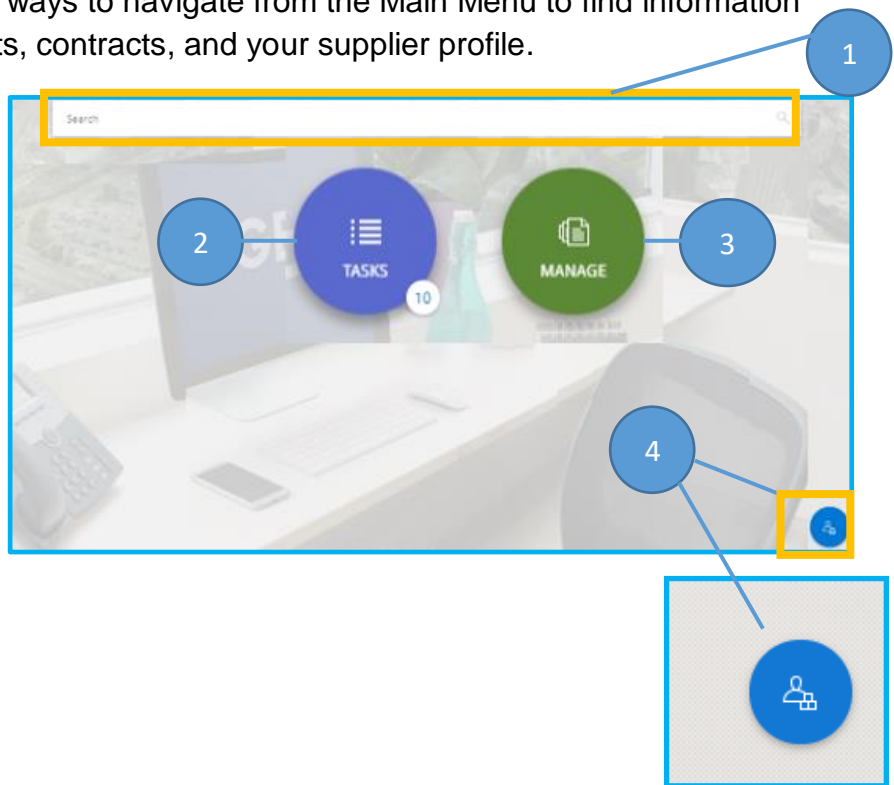 ways to navigate from the Main Menu to find information
ts, contracts, and your supplier profile.
1
Search
2
3
TASKS
MANAGE
10
4